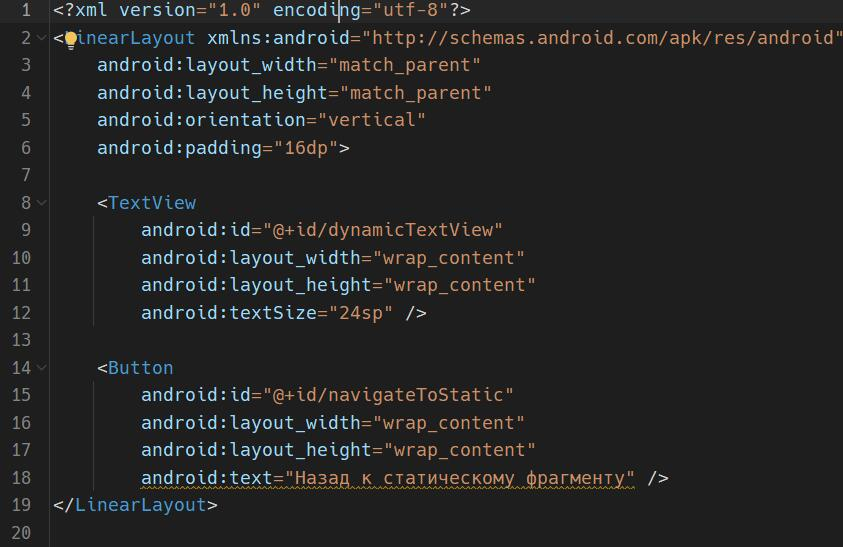 1 <?xml version="1.0" encoding="utf-8"?>
2 <LinearLayout xmlns:android="http://schemas.android.com/apk/res/android"
3     android:layout_width="match_parent"
4     android:layout_height="match_parent"
5     android:orientation="vertical"
6     android:padding="16dp">
7
8     <TextView
9         android:id="@+id/dynamicTextView"
10         android:layout_width="wrap_content"
11         android:layout_height="wrap_content"
12         android:textSize="24sp" />
13
14     <Button
15         android:id="@+id/navigateToStatic"
16         android:layout_width="wrap_content"
17         android:layout_height="wrap_content"
18         android:text="Назад к статическому фрагменту" />
19 </LinearLayout>
20